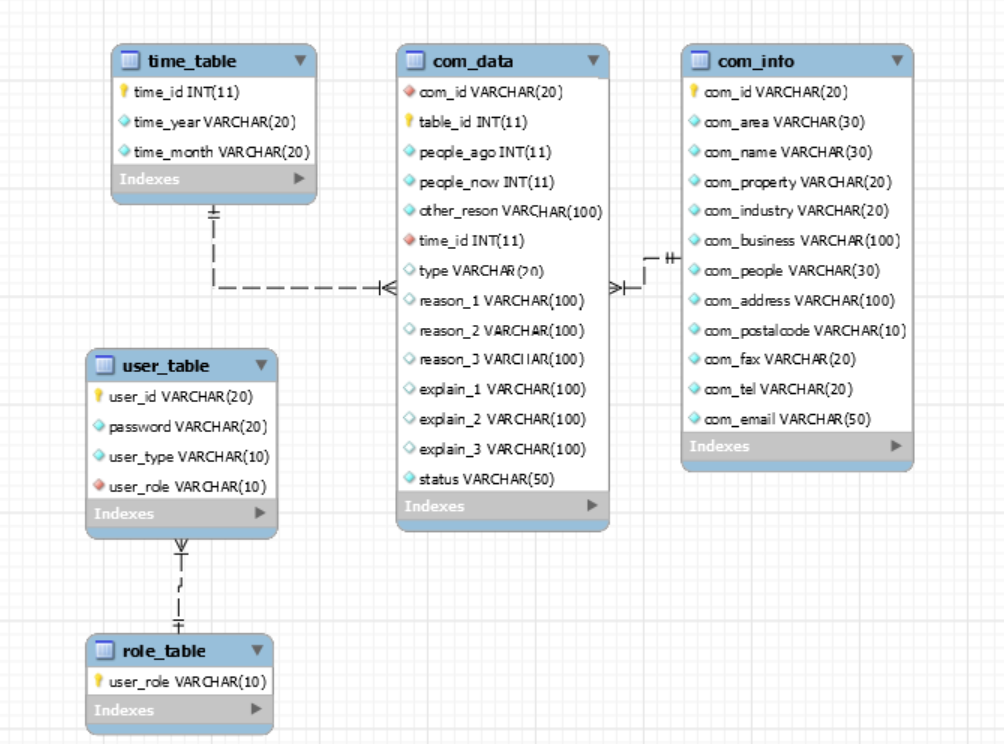 time_table
time_id INT(11)
time_year VARCHAR(20)
time_month VARCHAR(20)
Indexes
com_data
com_id VARCHAR(20)
table_id INT(11)
people_ago INT(11)
people_now INT(11)
other_reson VARCHAR(100)
time_id INT(11)
type VARCHAR(20)
reason_1 VARCHAR(100)
reason_2 VARCHAR(100)
reason_3 VARCHAR(100)
explain_1 VARCHAR(100)
explain_2 VARCHAR(100)
explain_3 VARCHAR(100)
status VARCHAR(50)
Indexes
com_info
com_id VARCHAR(20)
com_area VARCHAR(30)
com_name VARCHAR(30)
com_property VARCHAR(20)
com_industry VARCHAR(20)
com_business VARCHAR(100)
com_people VARCHAR(30)
com_address VARCHAR(100)
com_postalcode VARCHAR(10)
com_fax VARCHAR(20)
com_tel VARCHAR(20)
com_email VARCHAR(50)
Indexes
user_table
user_id VARCHAR(20)
password VARCHAR(20)
user_type VARCHAR(10)
user_role VARCHAR(10)
Indexes
role_table
user_role VARCHAR(10)
Indexes